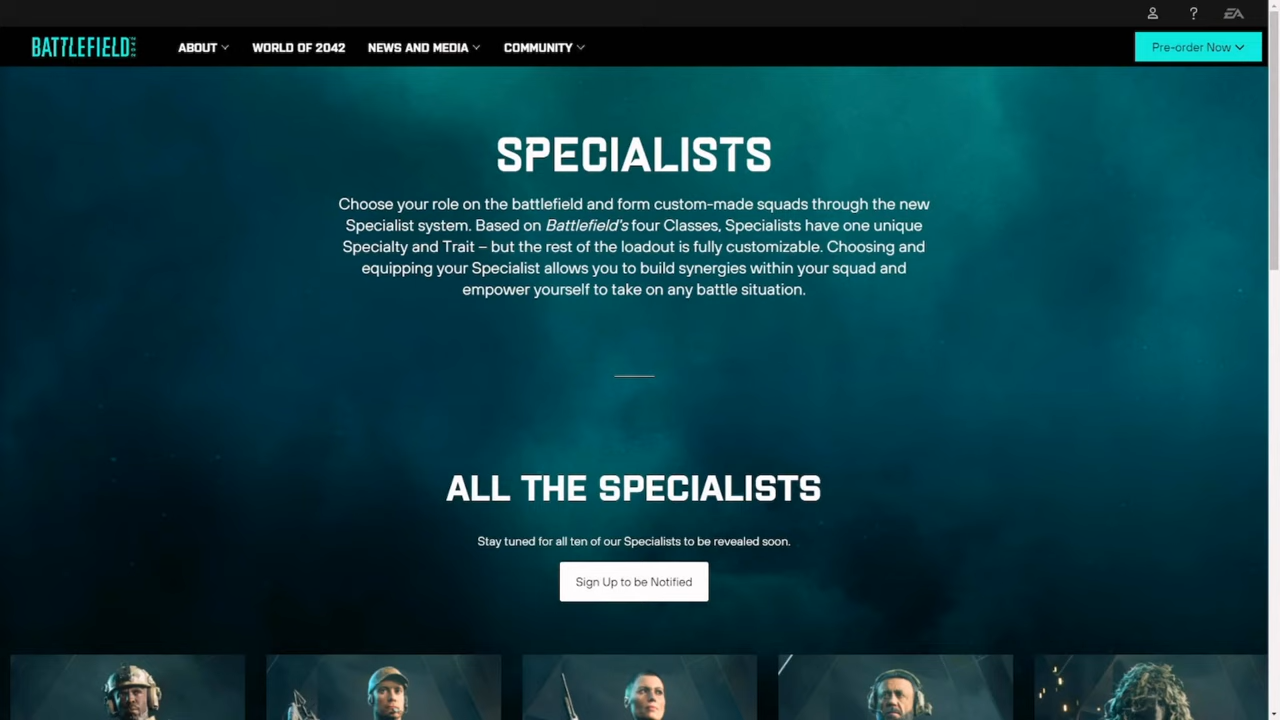 EA
BATTLEFIELD 2042
ABOUT
WORLD OF 2042
NEWS AND MEDIA
COMMUNITY
Pre-order Now
SPECIALISTS
Choose your role on the battlefield and form custom-made squads through the new
Specialist system. Based on Battlefield's four Classes, Specialists have one unique
Specialty and Trait – but the rest of the loadout is fully customizable. Choosing and
equipping your Specialist allows you to build synergies within your squad and
empower yourself to take on any battle situation.
ALL THE SPECIALISTS
Stay tuned for all ten of our Specialists to be revealed soon.
Sign Up to be Notified